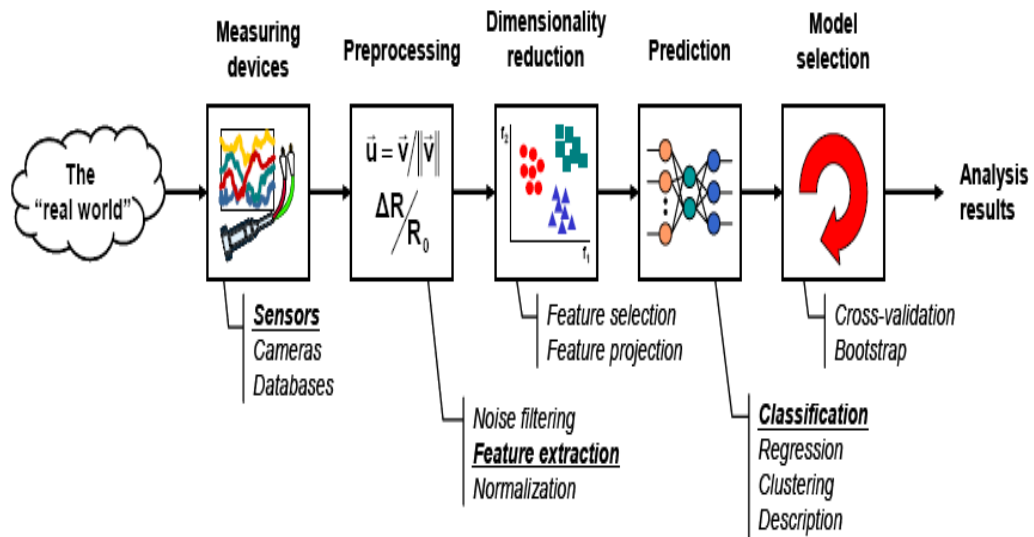 Measuring
devices
Preprocessing
Dimensionality
reduction
Prediction
Model
selection
The
“real world”
u⃗ = v⃗/‖v⃗‖
ΔR/R₀
f₂
f₁
Analysis
results
Sensors
Cameras
Databases
Noise filtering
Feature extraction
Normalization
Feature selection
Feature projection
Classification
Regression
Clustering
Description
Cross-validation
Bootstrap